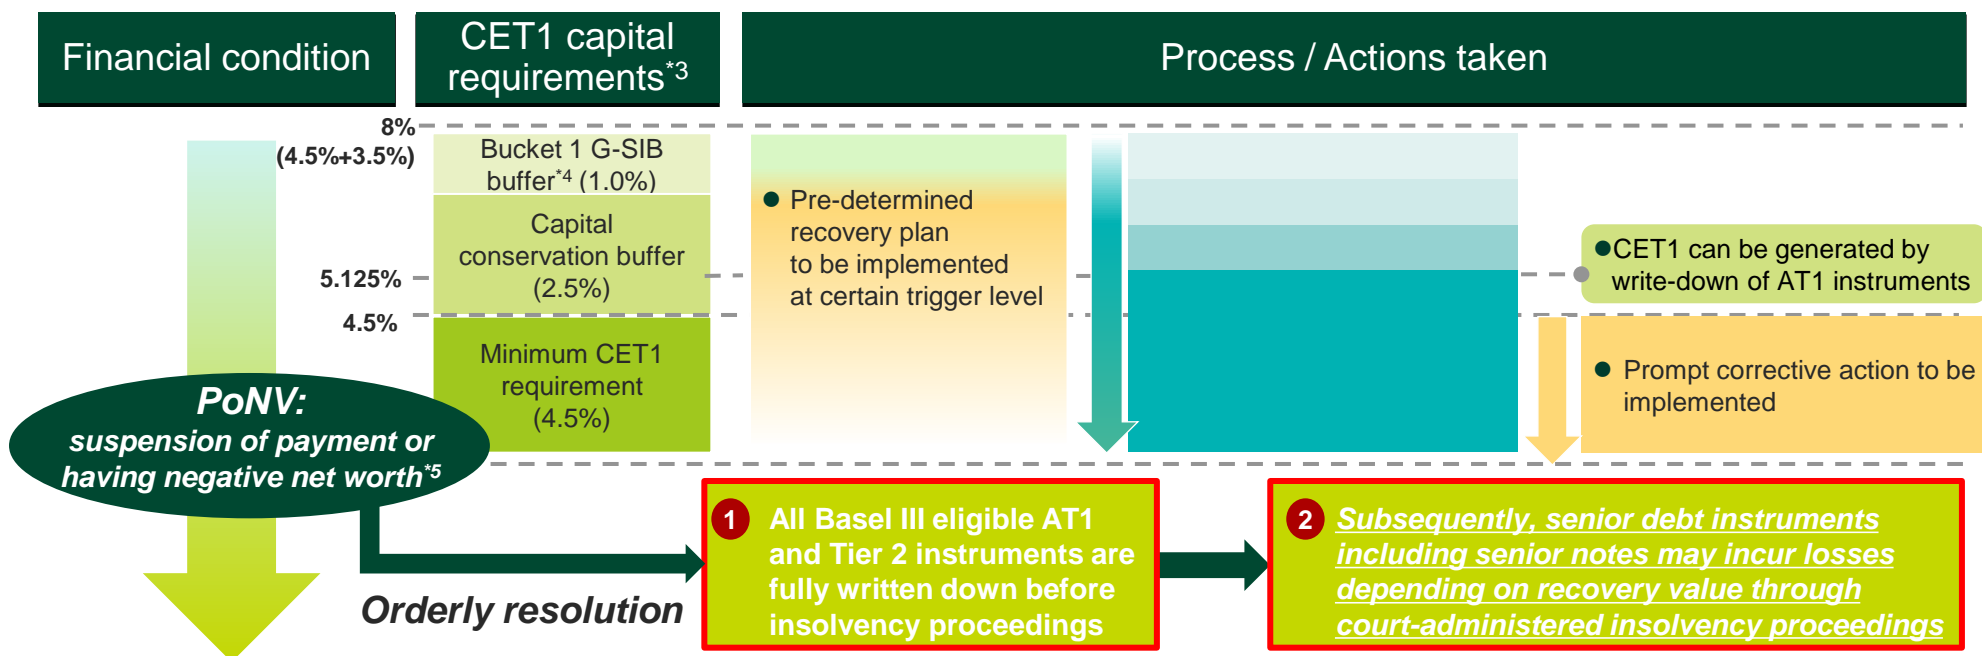 Financial condition
CET1 capital
requirements*3
Process / Actions taken
8%
(4.5%+3.5%)
Bucket 1 G-SIB
buffer*4 (1.0%)
Capital
conservation buffer
(2.5%)
5.125%
4.5%
Minimum CET1
requirement
(4.5%)
● Pre-determined
recovery plan
to be implemented
at certain trigger level
●CET1 can be generated by
write-down of AT1 instruments
● Prompt corrective action to be
implemented
PoNV:
suspension of payment or
having negative net worth*5
Orderly resolution
1 All Basel III eligible AT1
and Tier 2 instruments are
fully written down before
insolvency proceedings
2 Subsequently, senior debt instruments
including senior notes may incur losses
depending on recovery value through
court-administered insolvency proceedings